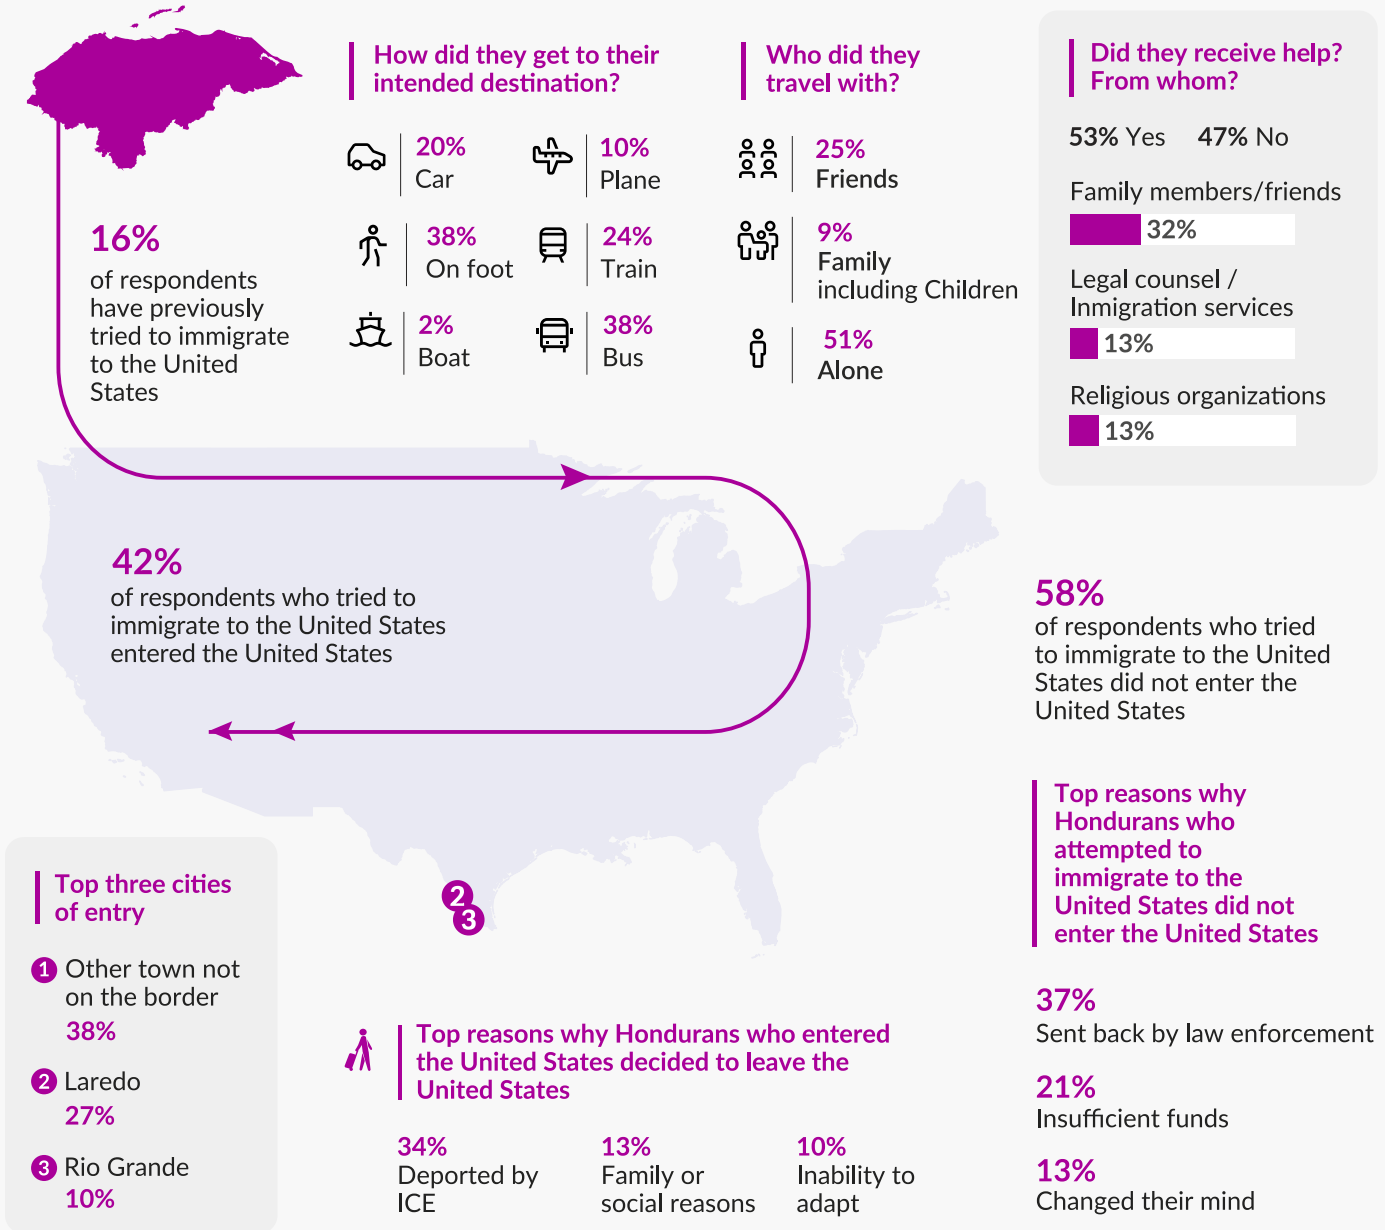 16%
of respondents
have previously
tried to immigrate
to the United
States
How did they get to their
intended destination?
20%
Car
10%
Plane
38%
On foot
24%
Train
2%
Boat
38%
Bus
Who did they
travel with?
25%
Friends
9%
Family
including Children
51%
Alone
Did they receive help?
From whom?
53% Yes 47% No
Family members/friends
32%
Legal counsel /
Inmigration services
13%
Religious organizations
13%
42%
of respondents who tried to
immigrate to the United States
entered the United States
58%
of respondents who tried
to immigrate to the United
States did not enter the
United States
2
3
Top three cities
of entry
1 Other town not
on the border
38%
2 Laredo
27%
3 Rio Grande
10%
Top reasons why Hondurans who entered
the United States decided to leave the
United States
34%
Deported by
ICE
13%
Family or
social reasons
10%
Inability to
adapt
Top reasons why
Hondurans who
attempted to
immigrate to the
United States did not
enter the United States
37%
Sent back by law enforcement
21%
Insufficient funds
13%
Changed their mind